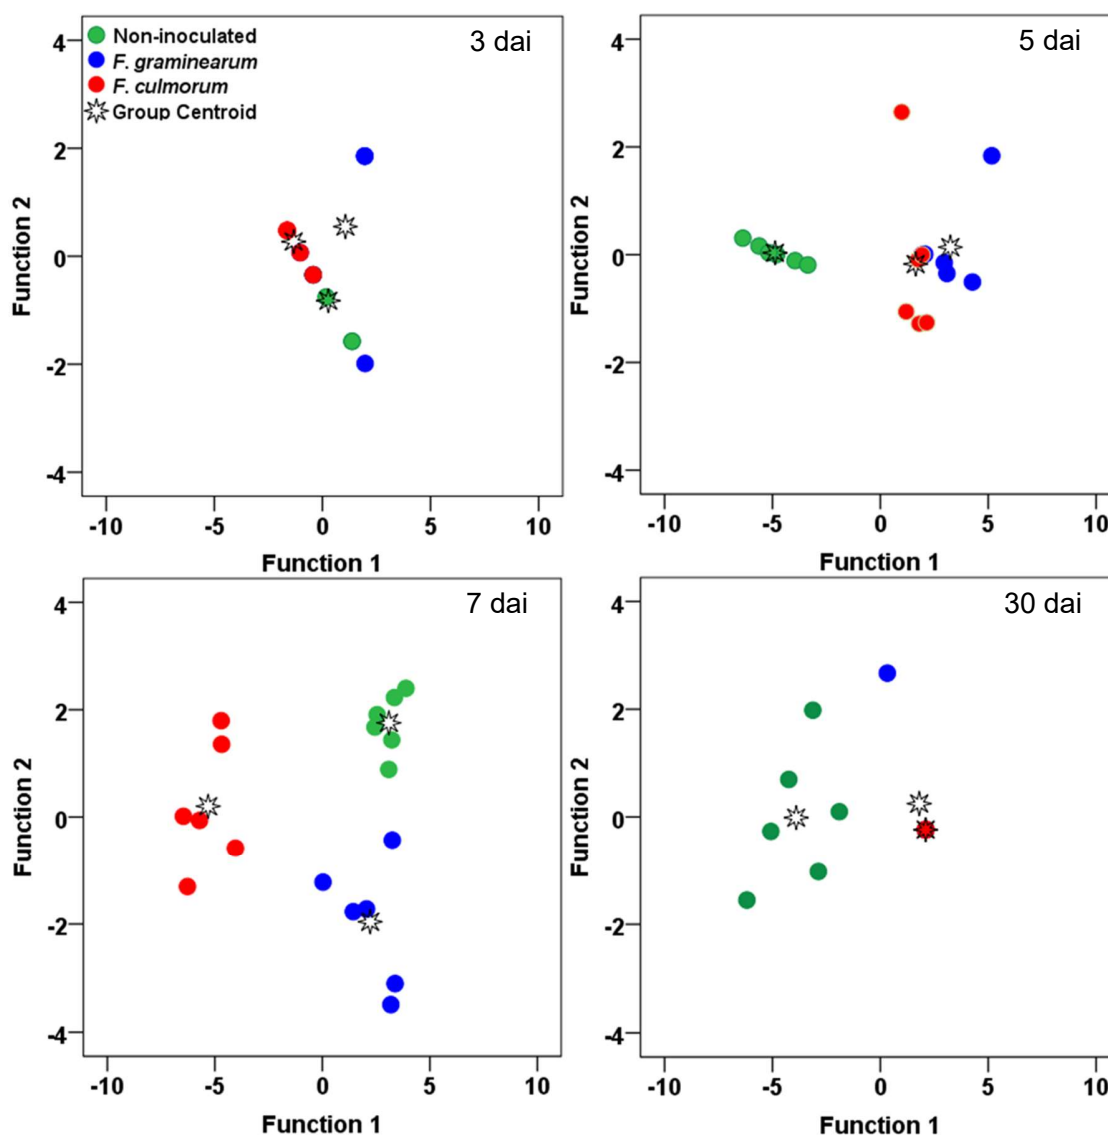 Non-inoculated
F. graminearum
F. culmorum
Group Centroid
3 dai
4
2
0
-2
-4
Function 2
-10
-5
0
5
10
Function 1
5 dai
4
2
0
-2
-4
Function 2
-10
-5
0
5
10
Function 1
7 dai
4
2
0
-2
-4
Function 2
-10
-5
0
5
10
Function 1
30 dai
4
2
0
-2
-4
Function 2
-10
-5
0
5
10
Function 1